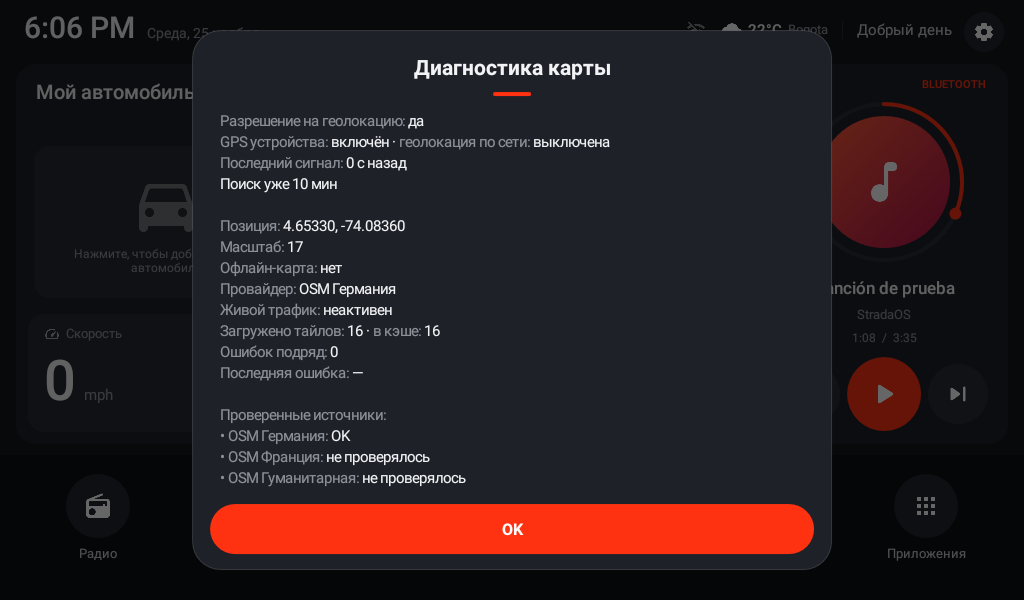 6:06 PM
Среда, 25
22°C Bogota
Добрый день
Мой автомобиль
BLUETOOTH
Диагностика карты
Разрешение на геолокацию: да
GPS устройства: включён · геолокация по сети: выключена
Последний сигнал: 0 с назад
Поиск уже 10 мин
Позиция: 4.65330, -74.08360
Масштаб: 17
Офлайн-карта: нет
Провайдер: OSM Германия
Живой трафик: неактивен
Загружено тайлов: 16 · в кэше: 16
Ошибок подряд: 0
Последняя ошибка: —
Проверенные источники:
• OSM Германия: OK
• OSM Франция: не проверялось
• OSM Гуманитарная: не проверялось
OK
Нажмите, чтобы
Скорость
0 mph
de prueba
StradaOS
1:08 / 3:35
Радио
Приложения